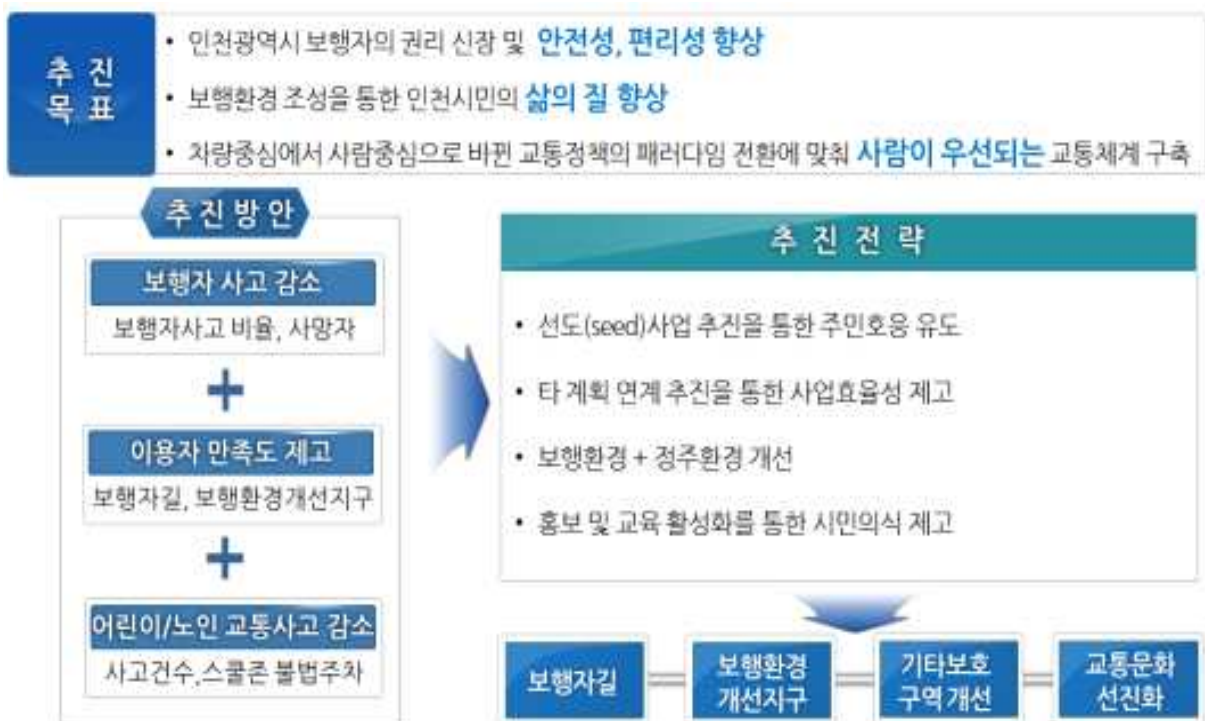 추 진
목 표
• 인천광역시 보행자의 권리 신장 및 안전성, 편리성 향상
• 보행환경 조성을 통한 인천시민의 삶의 질 향상
• 차량중심에서 사람중심으로 바뀐 교통정책의 패러다임 전환에 맞춰 사람이 우선되는 교통체계 구축
추 진 방 안
보행자 사고 감소
보행자사고 비율, 사망자
+
이용자 만족도 제고
보행자길, 보행환경개선지구
+
어린이/노인 교통사고 감소
사고건수,스쿨존 불법주차
추 진 전 략
• 선도(seed)사업 추진을 통한 주민호응 유도
• 타 계획 연계 추진을 통한 사업효율성 제고
• 보행환경 + 정주환경 개선
• 홍보 및 교육 활성화를 통한 시민의식 제고
보행자길
보행환경
개선지구
기타보호
구역 개선
교통문화
선진화